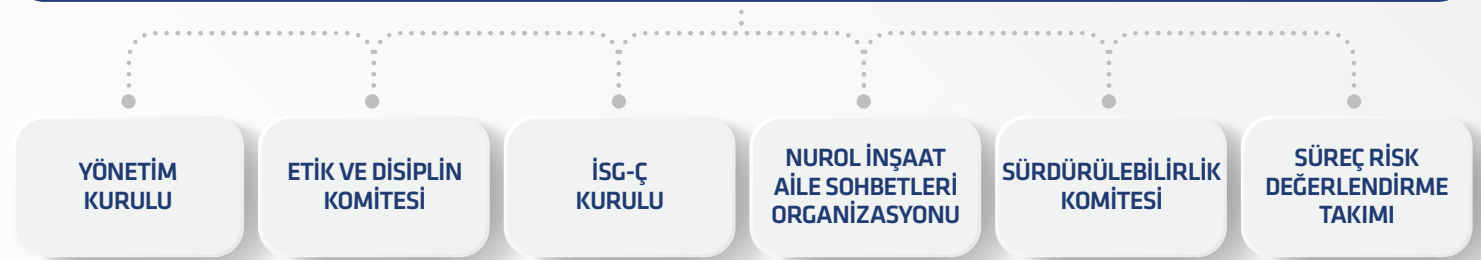 YÖNETİM
KURULU
ETİK VE DİSİPLİN
KOMİTESİ
İSG-Ç
KURULU
NUROL İNŞAAT
AİLE SOHBETLERİ
ORGANİZASYONU
SÜRDÜRÜLEBİLİRLİK
KOMİTESİ
SÜREÇ RİSK
DEĞERLENDİRME
TAKIMI